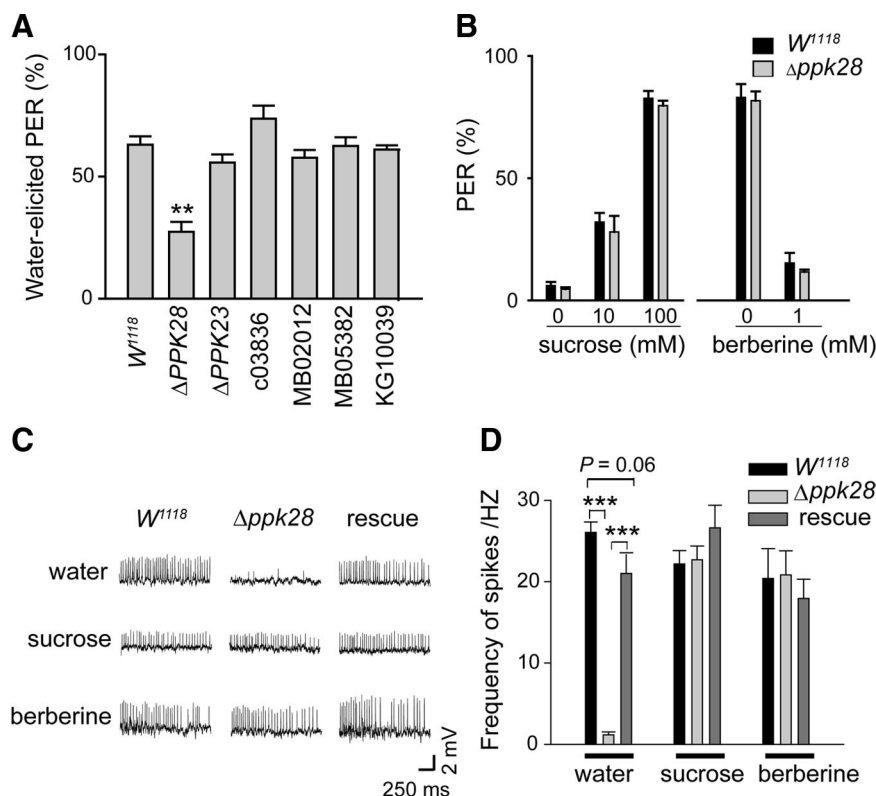 A
Water-elicited PER (%)
100
50
0
W1118
ΔPPK28
ΔPPK23
c03836
MB02012
MB05382
KG10039
**
B
W1118
Δppk28
PER (%)
100
50
0
0 10 100
sucrose (mM)
0 1
berberine (mM)
C
W1118 Δppk28 rescue
water
sucrose
berberine
2 mV
250 ms
D
W1118
Δppk28
rescue
P = 0.06
***
***
Frequency of spikes /HZ
30
20
10
0
water sucrose berberine